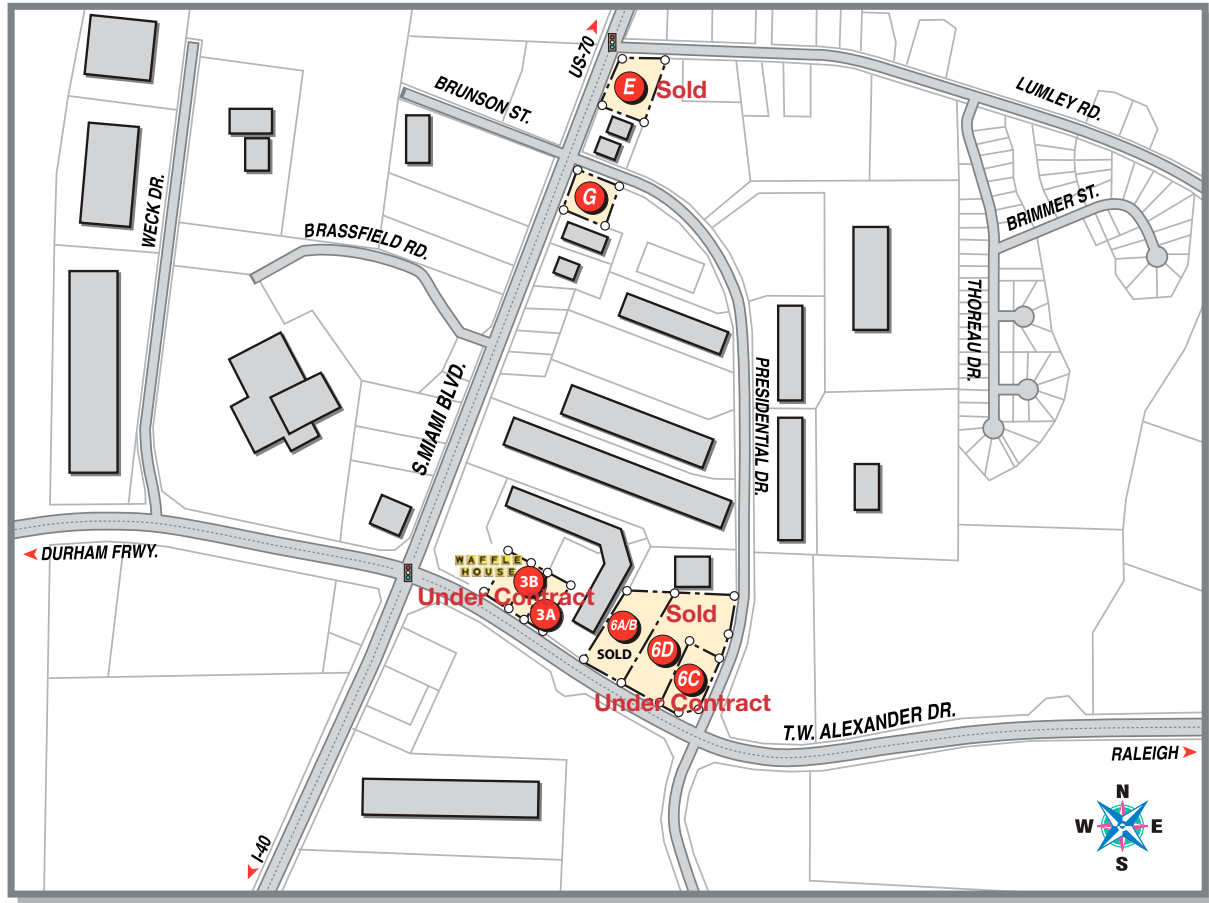 US-70
E
Sold
LUMLEY RD.
BRUNSON ST.
WECK DR.
G
BRIMMER ST.
BRASSFIELD RD.
THOREAU DR.
S.MIAMI BLVD.
PRESIDENTIAL DR.
DURHAM FRWY.
WAFFLE
HOUSE
3B
Under Contract
3A
Sold
6A/B
SOLD
6D
6C
Under Contract
T.W. ALEXANDER DR.
RALEIGH
I-40
N
W E
S